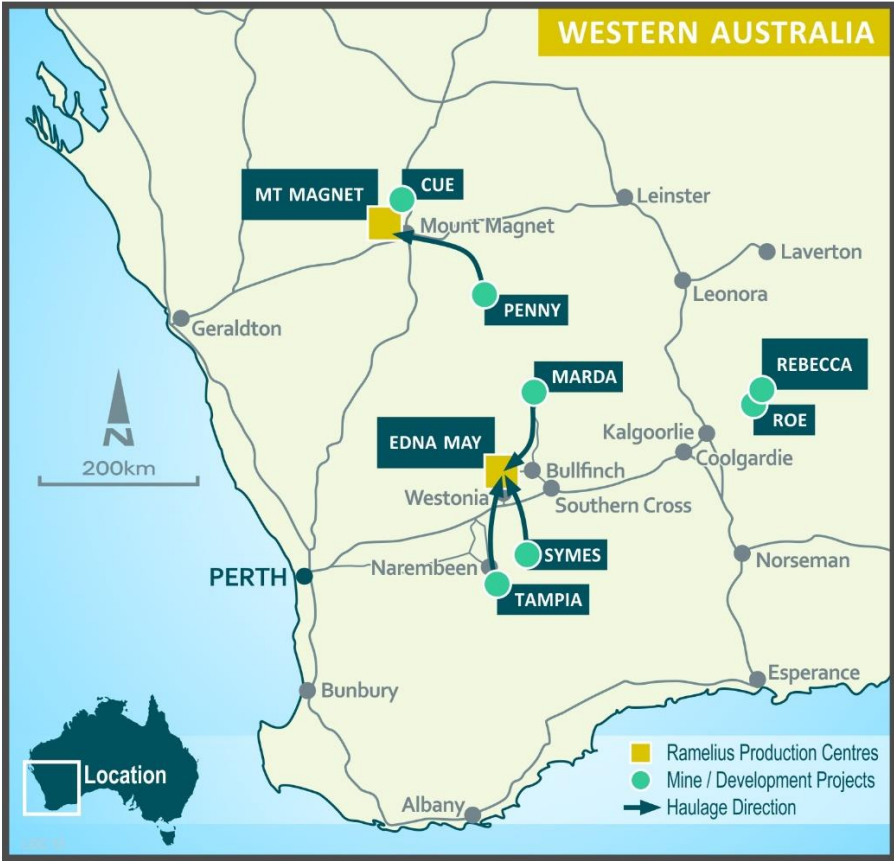 WESTERN AUSTRALIA
CUE
MT MAGNET
Leinster
Mount Magnet
Laverton
Leonora
PENNY
Geraldton
REBECCA
MARDA
ROE
N
200km
EDNA MAY
Kalgoorlie
Coolgardie
Bullfinch
Westonia
Southern Cross
SYMES
Norseman
Narembeen
PERTH
TAMPIA
Esperance
Bunbury
Location
Ramelius Production Centres
Mine / Development Projects
Haulage Direction
Albany